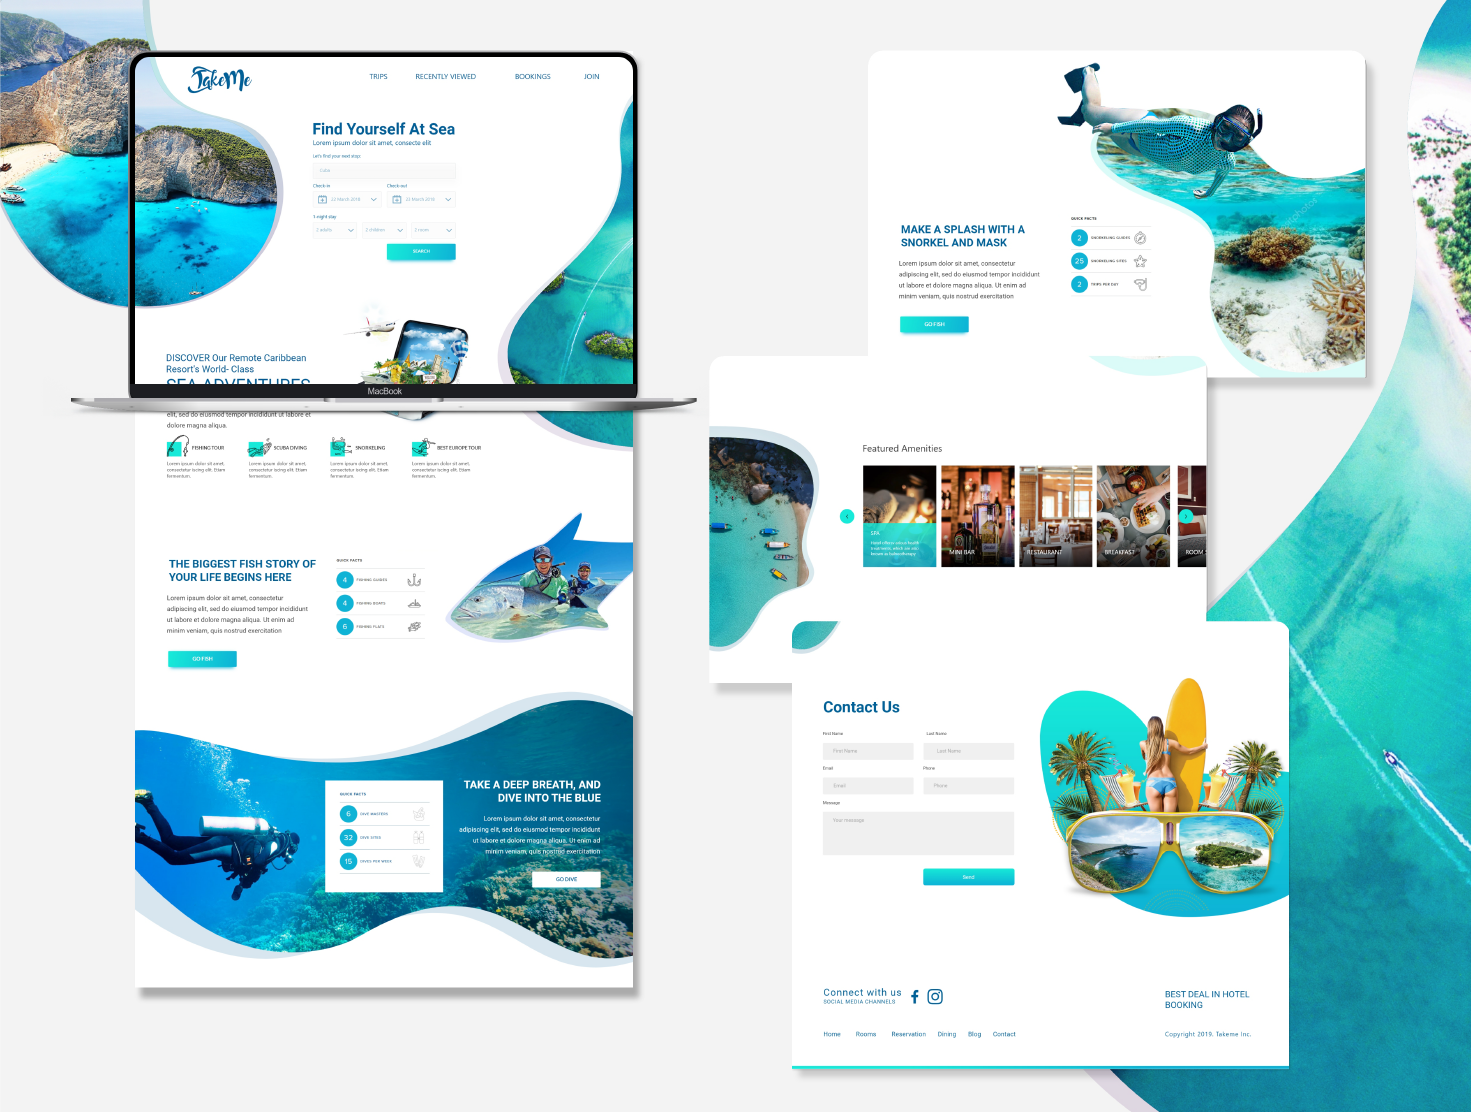 TakeMe
TRIPS
RECENTLY VIEWED
BOOKINGS
JOIN
Find Yourself At Sea
Lorem ipsum dolor sit amet, consecte elit
Let's find your next stay:
Cuba
Check-in
Check-out
23 March 2018
23 March 2018
1 night stay
2 adults
2 children
2 room
SEARCH
DISCOVER Our Remote Caribbean
Resort's World- Class
SEA ADVENTURES
MacBook
elit, sed do eiusmod tempor incididunt ut labore et
dolore magna aliqua.
FISHING TOUR
Lorem ipsum dolor sit amet,
consectetur iscing elit. Etiam
fermentum.
SCUBA DIVING
Lorem ipsum dolor sit amet,
consectetur iscing elit. Etiam
fermentum.
SNORKELING
Lorem ipsum dolor sit amet,
consectetur iscing elit. Etiam
fermentum.
BEST EUROPE TOUR
Lorem ipsum dolor sit amet,
consectetur iscing elit. Etiam
fermentum.
THE BIGGEST FISH STORY OF
YOUR LIFE BEGINS HERE
Lorem ipsum dolor sit amet, consectetur
adipiscing elit, sed do eiusmod tempor incididunt
ut labore et dolore magna aliqua. Ut enim ad
minim veniam, quis nostrud exercitation
GO FISH
QUICK FACTS
4 FISHING GUIDES
4 FISHING BOATS
6 FISHING FLATS
QUICK FACTS
6 DIVE MASTERS
32 DIVE SITES
15 DIVES PER WEEK
TAKE A DEEP BREATH, AND
DIVE INTO THE BLUE
Lorem ipsum dolor sit amet, consectetur
adipiscing elit, sed do eiusmod tempor incididunt
ut labore et dolore magna aliqua. Ut enim ad
minim veniam, quis nostrud exercitation
GO DIVE
MAKE A SPLASH WITH A
SNORKEL AND MASK
Lorem ipsum dolor sit amet, consectetur
adipiscing elit, sed do eiusmod tempor incididunt
ut labore et dolore magna aliqua. Ut enim ad
minim veniam, quis nostrud exercitation
GO FISH
QUICK FACTS
2 SNORKELING GUIDES
25 SNORKELING SITES
2 TRIPS PER DAY
Featured Amenities
SPA
MINI BAR
RESTAURANT
BREAKFAST
ROOM
Contact Us
First Name
Last Name
First Name
Last Name
Email
Phone
Email
Phone
Message
Your message
Send
Connect with us
SOCIAL MEDIA CHANNELS
BEST DEAL IN HOTEL
BOOKING
Home
Rooms
Reservation
Dining
Blog
Contact
Copyright 2019. Takeme Inc.